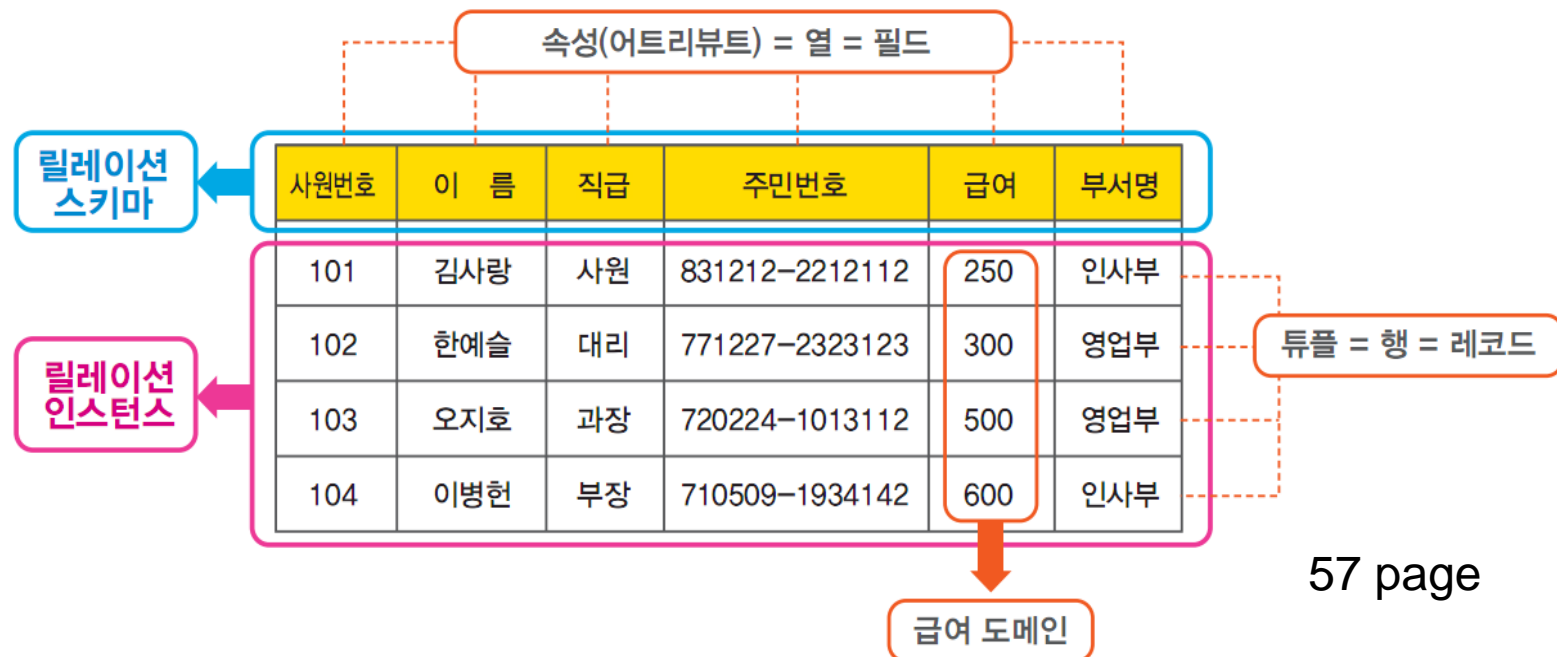 속성(어트리뷰트) = 열 = 필드
릴레이션
스키마
사원번호 이 름 직급 주민번호 급여 부서명
101 김사랑 사원 831212-2212112 250 인사부
102 한예슬 대리 771227-2323123 300 영업부
튜플 = 행 = 레코드
릴레이션
인스턴스
103 오지호 과장 720224-1013112 500 영업부
104 이병헌 부장 710509-1934142 600 인사부
57 page
급여 도메인